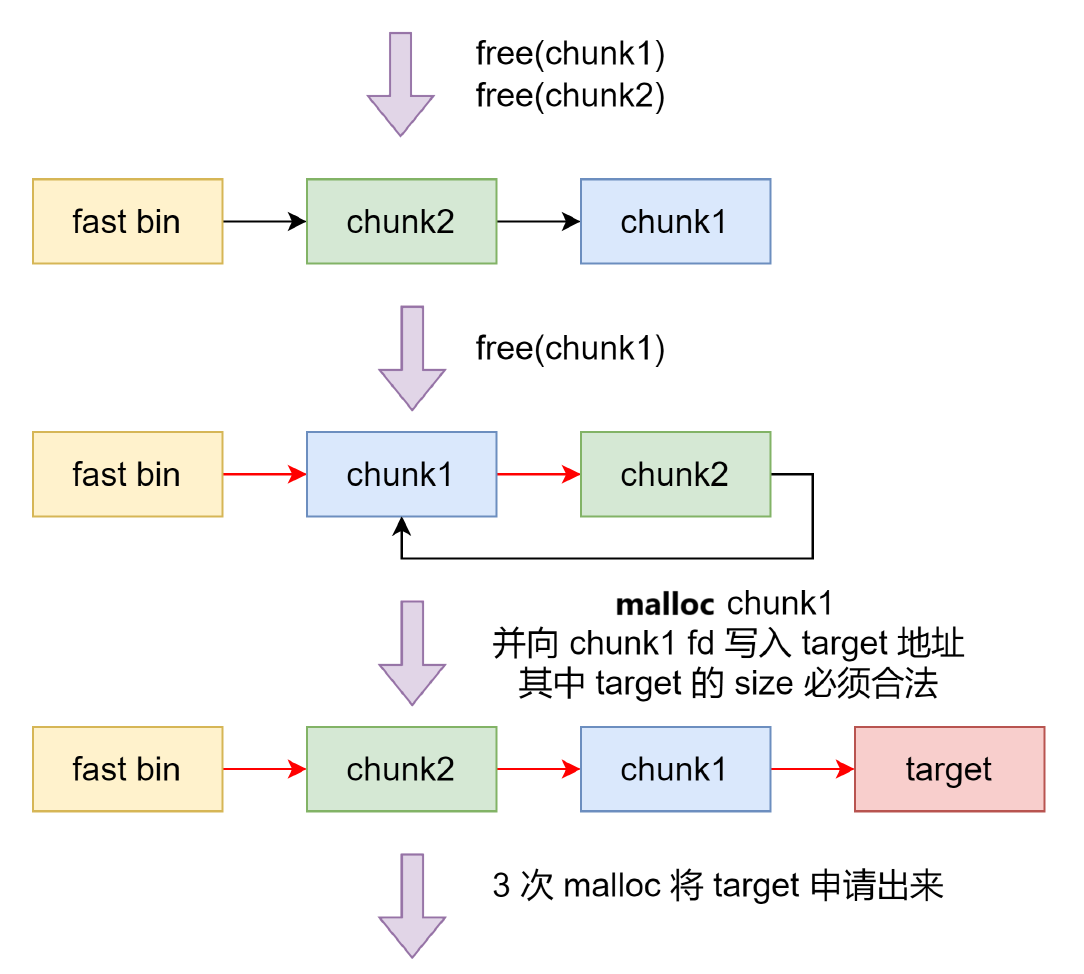 free(chunk1)
free(chunk2)
fast bin
chunk2
chunk1
free(chunk1)
fast bin
chunk1
chunk2
malloc chunk1
并向 chunk1 fd 写入 target 地址
其中 target 的 size 必须合法
fast bin
chunk2
chunk1
target
3 次 malloc 将 target 申请出来